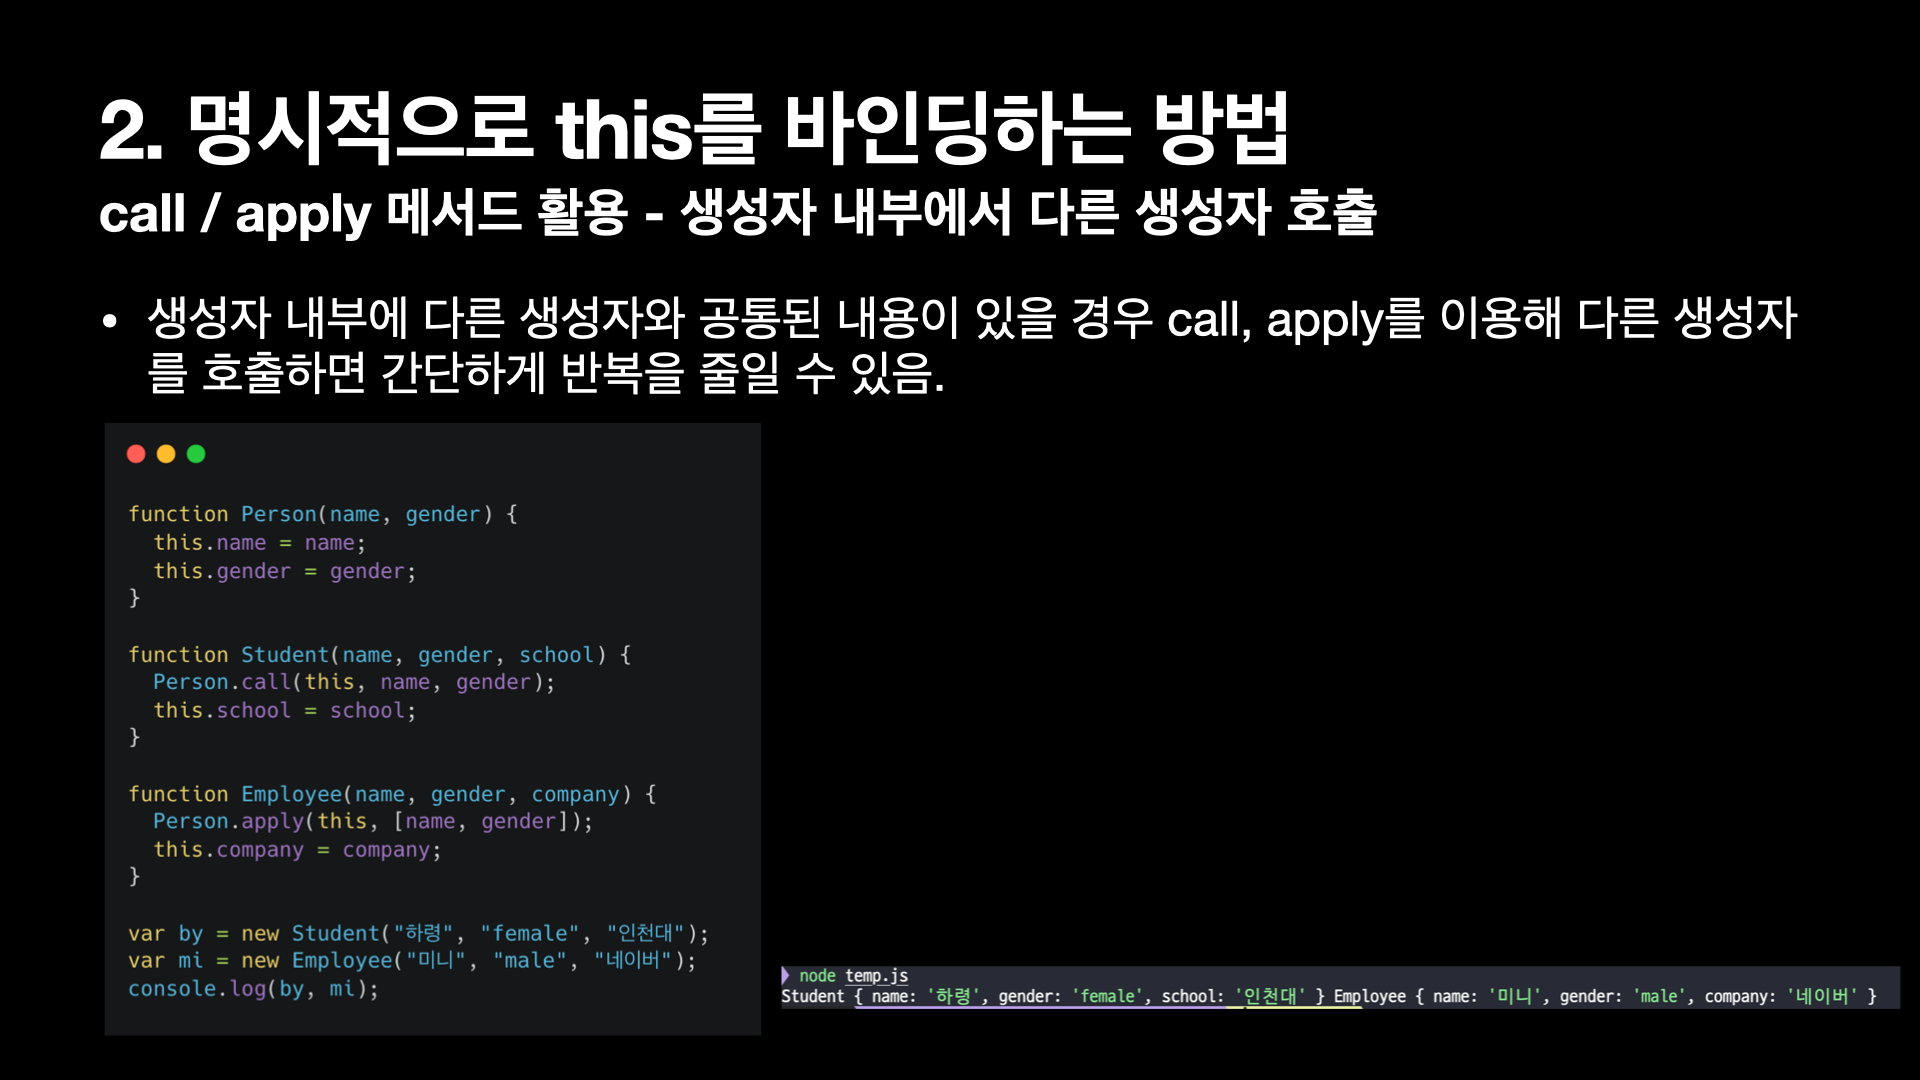 2. 명시적으로 this를 바인딩하는 방법
call / apply 메서드 활용 - 생성자 내부에서 다른 생성자 호출
• 생성자 내부에 다른 생성자와 공통된 내용이 있을 경우 call, apply를 이용해 다른 생성자
를 호출하면 간단하게 반복을 줄일 수 있음.
function Person(name, gender) {
  this.name = name;
  this.gender = gender;
}
function Student(name, gender, school) {
  Person.call(this, name, gender);
  this.school = school;
}
function Employee(name, gender, company) {
  Person.apply(this, [name, gender]);
  this.company = company;
}
var by = new Student("하령", "female", "인천대");
var mi = new Employee("미니", "male", "네이버");
console.log(by, mi);
node temp.js
Student { name: '하령', gender: 'female', school: '인천대' } Employee { name: '미니', gender: 'male', company: '네이버' }